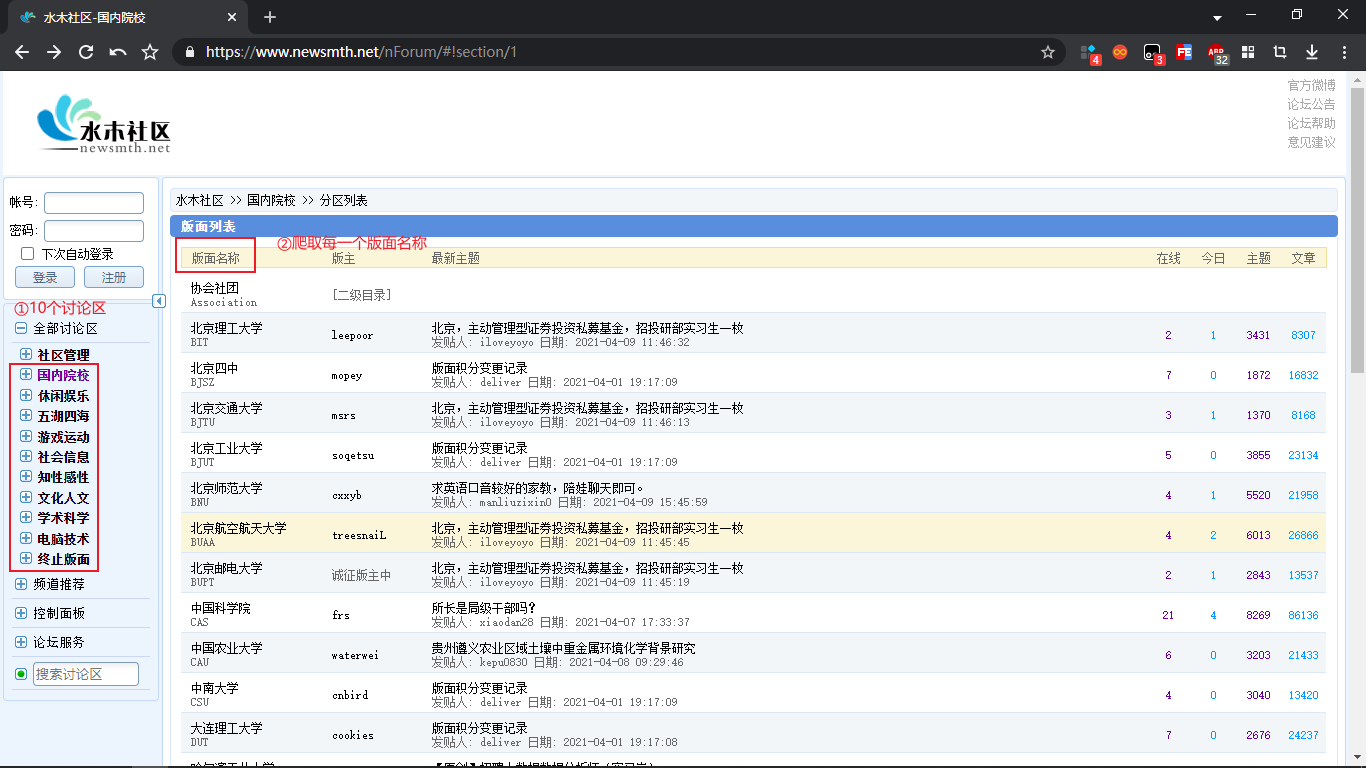 水木社区-国内院校
https://www.newsmth.net/nForum/#!section/1
4
3
FE
ABP
32
官方微博
论坛公告
论坛帮助
意见建议
水木社区
newsmth.net
帐号:
密码:
下次自动登录
登录 注册
①10个讨论区
全部讨论区
社区管理
国内院校
休闲娱乐
五湖四海
游戏运动
社会信息
知性感性
文化人文
学术科学
电脑技术
终止版面
频道推荐
控制面板
论坛服务
搜索讨论区
水木社区 >> 国内院校 >> 分区列表
版面列表
②爬取每一个版面名称
版面名称 版主 最新主题 在线 今日 主题 文章
协会社团
Association
[二级目录]
北京理工大学
BIT
leepoor
北京，主动管理型证券投资私募基金，招投研部实习生一枚
发贴人: iloveyoyo 日期: 2021-04-09 11:46:32
2 1 3431 8307
北京四中
BJSZ
mopey
版面积分变更记录
发贴人: deliver 日期: 2021-04-01 19:17:09
7 0 1872 16832
北京交通大学
BJTU
msrs
北京，主动管理型证券投资私募基金，招投研部实习生一枚
发贴人: iloveyoyo 日期: 2021-04-09 11:46:13
3 1 1370 8168
北京工业大学
BJUT
soqetsu
版面积分变更记录
发贴人: deliver 日期: 2021-04-01 19:17:09
5 0 3855 23134
北京师范大学
BNU
cxxyb
求英语口音较好的家教，陪娃聊天即可。
发贴人: manliuzixin0 日期: 2021-04-09 15:45:59
4 1 5520 21958
北京航空航天大学
BUAA
treesnaiL
北京，主动管理型证券投资私募基金，招投研部实习生一枚
发贴人: iloveyoyo 日期: 2021-04-09 11:45:45
4 2 6013 26866
北京邮电大学
BUPT
诚征版主中
北京，主动管理型证券投资私募基金，招投研部实习生一枚
发贴人: iloveyoyo 日期: 2021-04-09 11:45:19
2 1 2843 13537
中国科学院
CAS
frs
所长是局级干部吗？
发贴人: xiaodan28 日期: 2021-04-07 17:33:37
21 4 8269 86136
中国农业大学
CAU
waterwei
贵州遵义农业区域土壤中重金属环境化学背景研究
发贴人: kepu0830 日期: 2021-04-08 09:29:46
6 0 3203 21433
中南大学
CSU
cnbird
版面积分变更记录
发贴人: deliver 日期: 2021-04-01 19:17:09
4 0 3040 13420
大连理工大学
DUT
cookies
版面积分变更记录
发贴人: deliver 日期: 2021-04-01 19:17:08
7 0 2676 24237